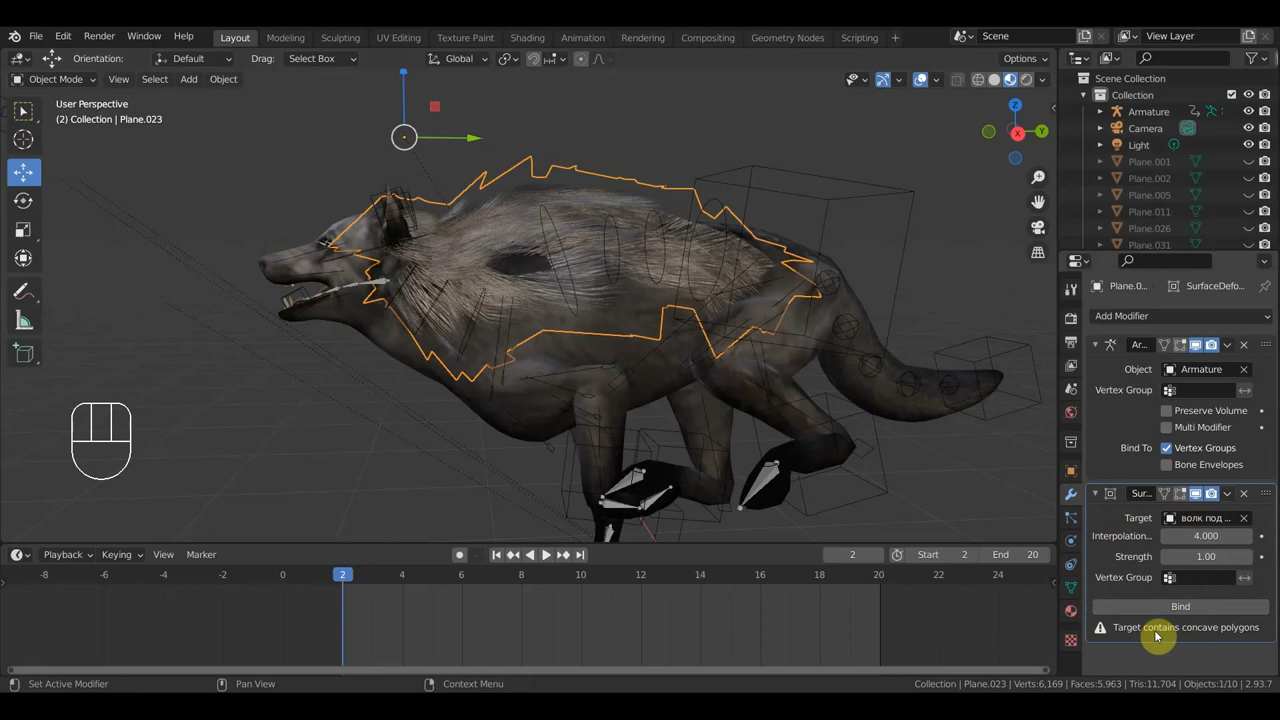 File Edit Render Window Help Layout Modeling Sculpting UV Editing Texture Paint Shading Animation Rendering Compositing Geometry Nodes Scripting + Scene View Layer
Orientation: Default Drag: Select Box Global Options
Object Mode View Select Add Object
User Perspective
(2) Collection | Plane.023
Z
Y
X
Scene Collection
Collection
Armature
Camera
Light
Plane.001
Plane.002
Plane.005
Plane.011
Plane.026
Plane.031
Plane.0... SurfaceDefo...
Add Modifier
Ar...
Object Armature
Vertex Group
Preserve Volume
Multi Modifier
Bind To Vertex Groups
Bone Envelopes
Sur...
Target волк под ...
Interpolation... 4.000
Strength 1.00
Vertex Group
Bind
Target contains concave polygons
Playback Keying View Marker 2 Start 2 End 20
-8 -6 -4 -2 0 2 4 6 8 10 12 14 16 18 20 22 24
Set Active Modifier Pan View Context Menu Collection | Plane.023 | Verts:6,169 | Faces:5,963 | Tris:11,704 | Objects:1/10 | 2.93.7